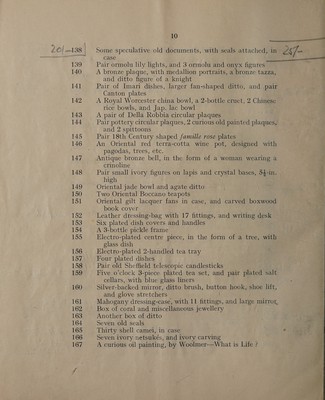 10
20/- 138 Some speculative old documents, with seals attached, in 25/-
case
139 Pair ormolu lily lights, and 3 ormolu and onyx figures
140 A bronze plaque, with medallion portraits, a bronze tazza,
and ditto figure of a knight
141 Pair of Imari dishes, larger fan-shaped ditto, and pair
Canton plates
142 A Royal Worcester china bowl, a 2-bottle cruet, 2 Chinese
rice bowls, and Jap. lac bowl
143 A pair of Della Robbia circular plaques
144 Pair pottery circular plaques, 2 curious old painted plaques,
and 2 spittoons
145 Pair 18th Century shaped famille rose plates
146 An Oriental red terra-cotta wine pot, designed with
pagodas, trees, etc.
147 Antique bronze bell, in the form of a woman wearing a
crinoline
148 Pair small ivory figures on lapis and crystal bases, 5½-in.
high
149 Oriental jade bowl and agate ditto
150 Two Oriental Boccano teapots
151 Oriental gilt lacquer fans in case, and carved boxwood
book cover
152 Leather dressing-bag with 17 fittings, and writing desk
153 Six plated dish covers and handles
154 A 3-bottle pickle frame
155 Electro-plated centre piece, in the form of a tree, with
glass dish
156 Electro-plated 2-handled tea tray
157 Four plated dishes
158 Pair old Sheffield telescopic candlesticks
159 Five o'clock 3-piece plated tea set, and pair plated salt
cellars, with blue glass liners
160 Silver-backed mirror, ditto brush, button hook, shoe lift,
and glove stretchers
161 Mahogany dressing-case, with 11 fittings, and large mirror
162 Box of coral and miscellaneous jewellery
163 Another box of ditto
164 Seven old seals
165 Thirty shell camei, in case
166 Seven ivory netsukés, and ivory carving
167 A curious oil painting, by Woolmer—What is Life ?